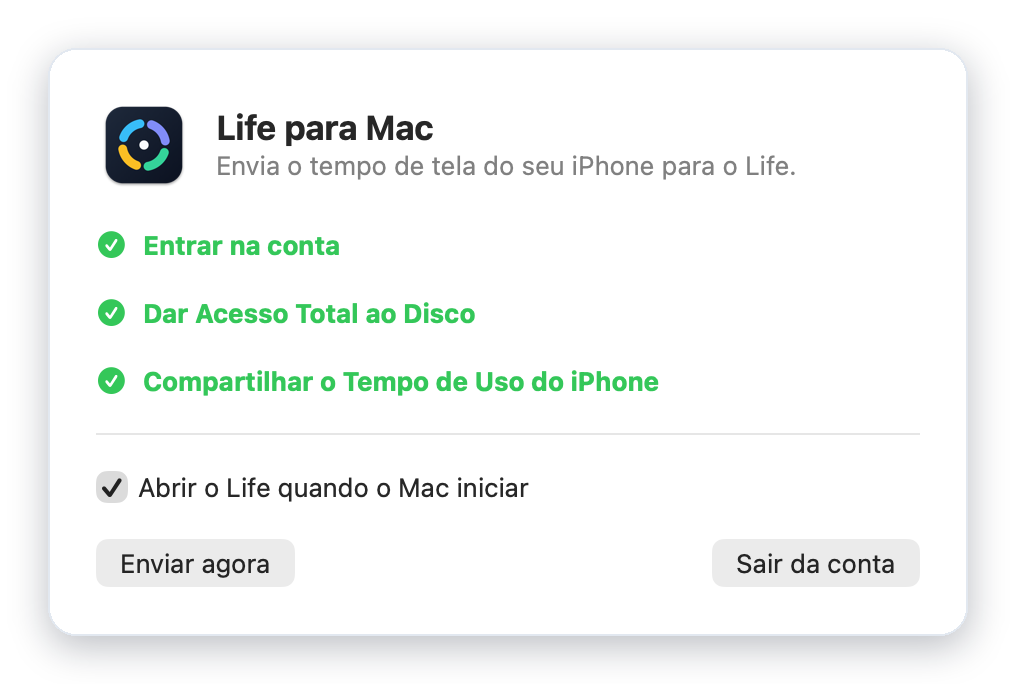 Life para Mac
Envia o tempo de tela do seu iPhone para o Life.
Entrar na conta
Dar Acesso Total ao Disco
Compartilhar o Tempo de Uso do iPhone
Abrir o Life quando o Mac iniciar
Enviar agora
Sair da conta